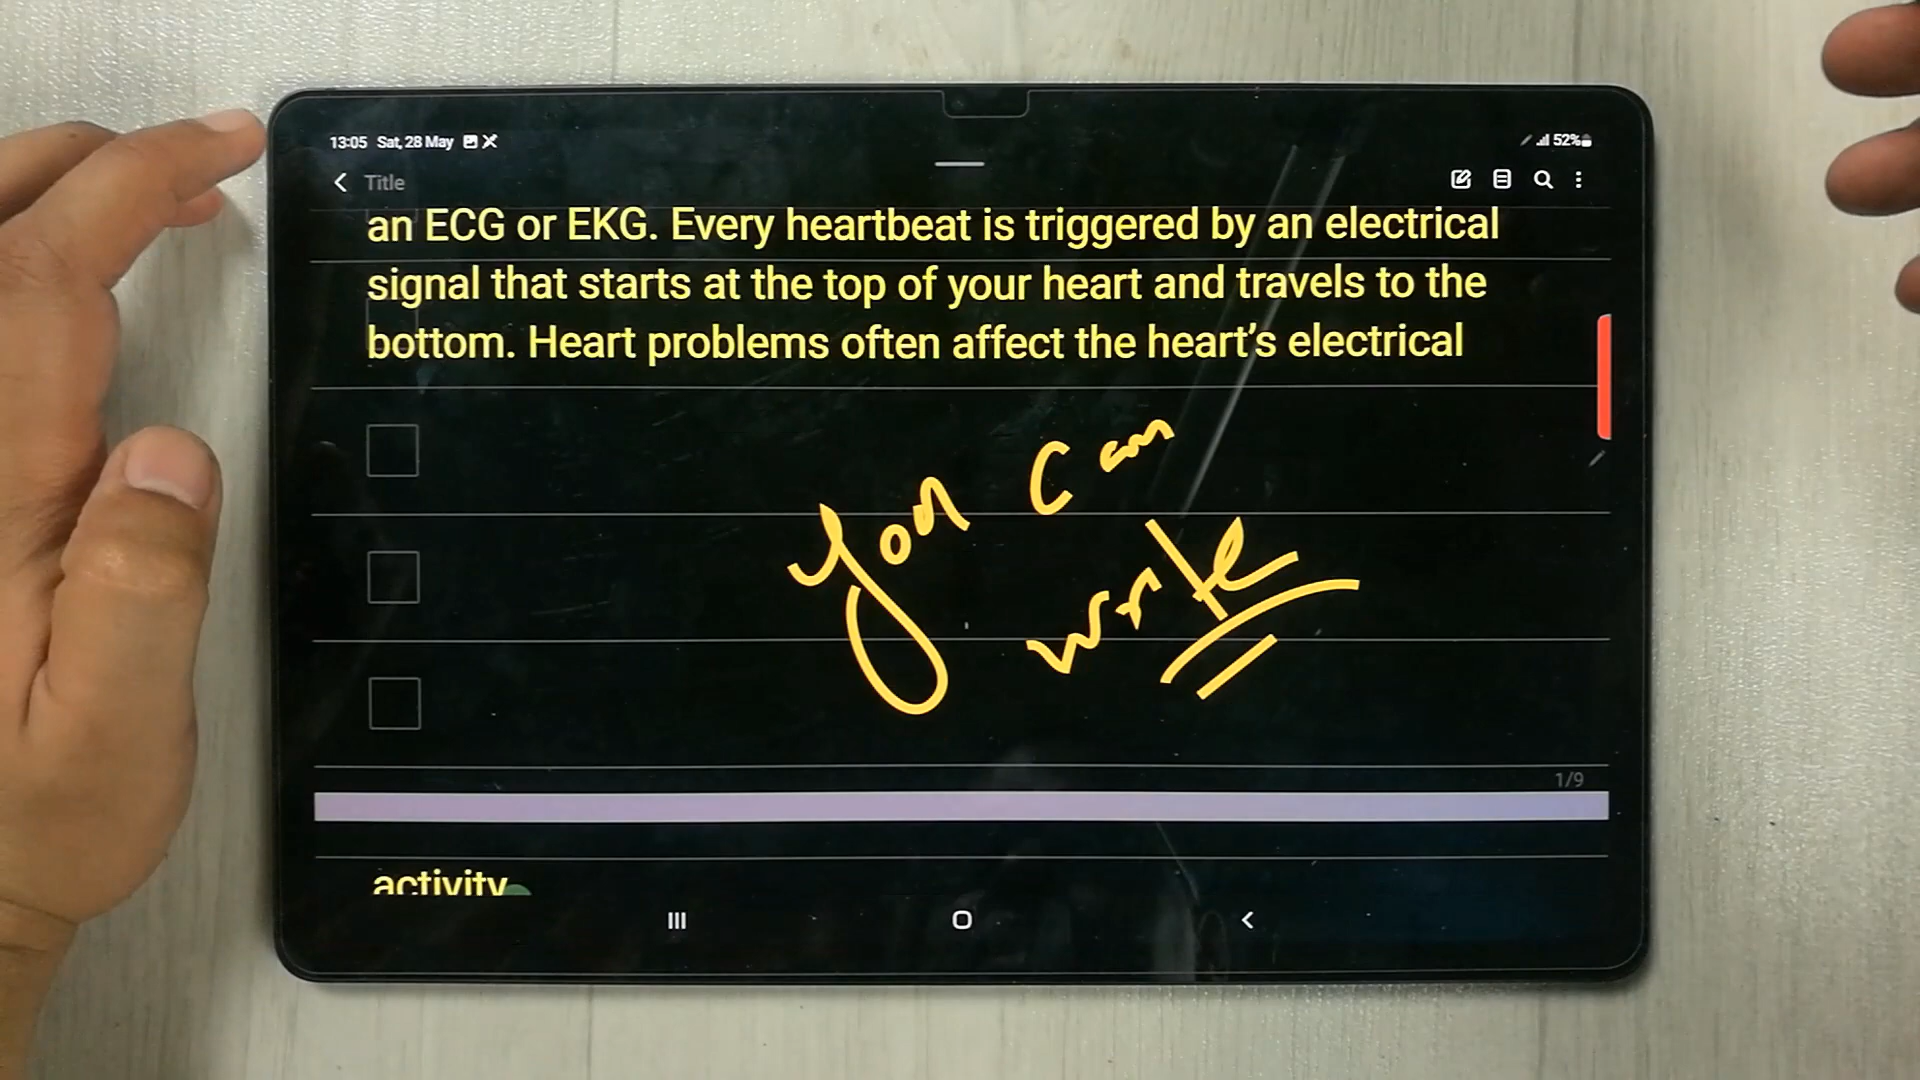 13:05 Sat, 28 May 52%
Title
an ECG or EKG. Every heartbeat is triggered by an electrical
signal that starts at the top of your heart and travels to the
bottom. Heart problems often affect the heart's electrical
You can
write
1/9
activity